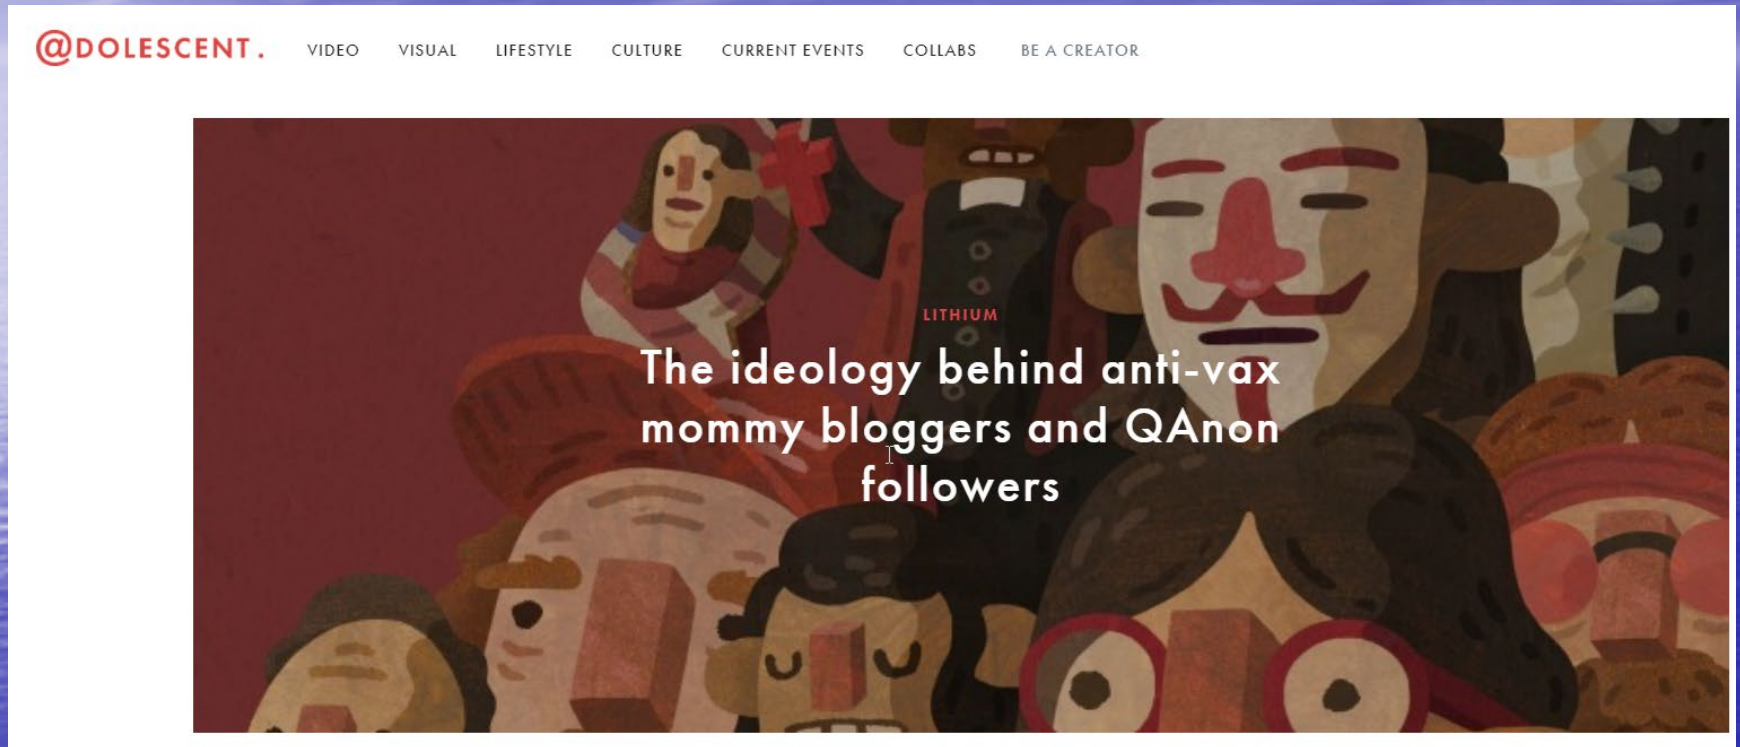 @DOLESCENT.
VIDEO VISUAL LIFESTYLE CULTURE CURRENT EVENTS COLLABS BE A CREATOR
LITHIUM
The ideology behind anti-vax
mommy bloggers and QAnon
followers